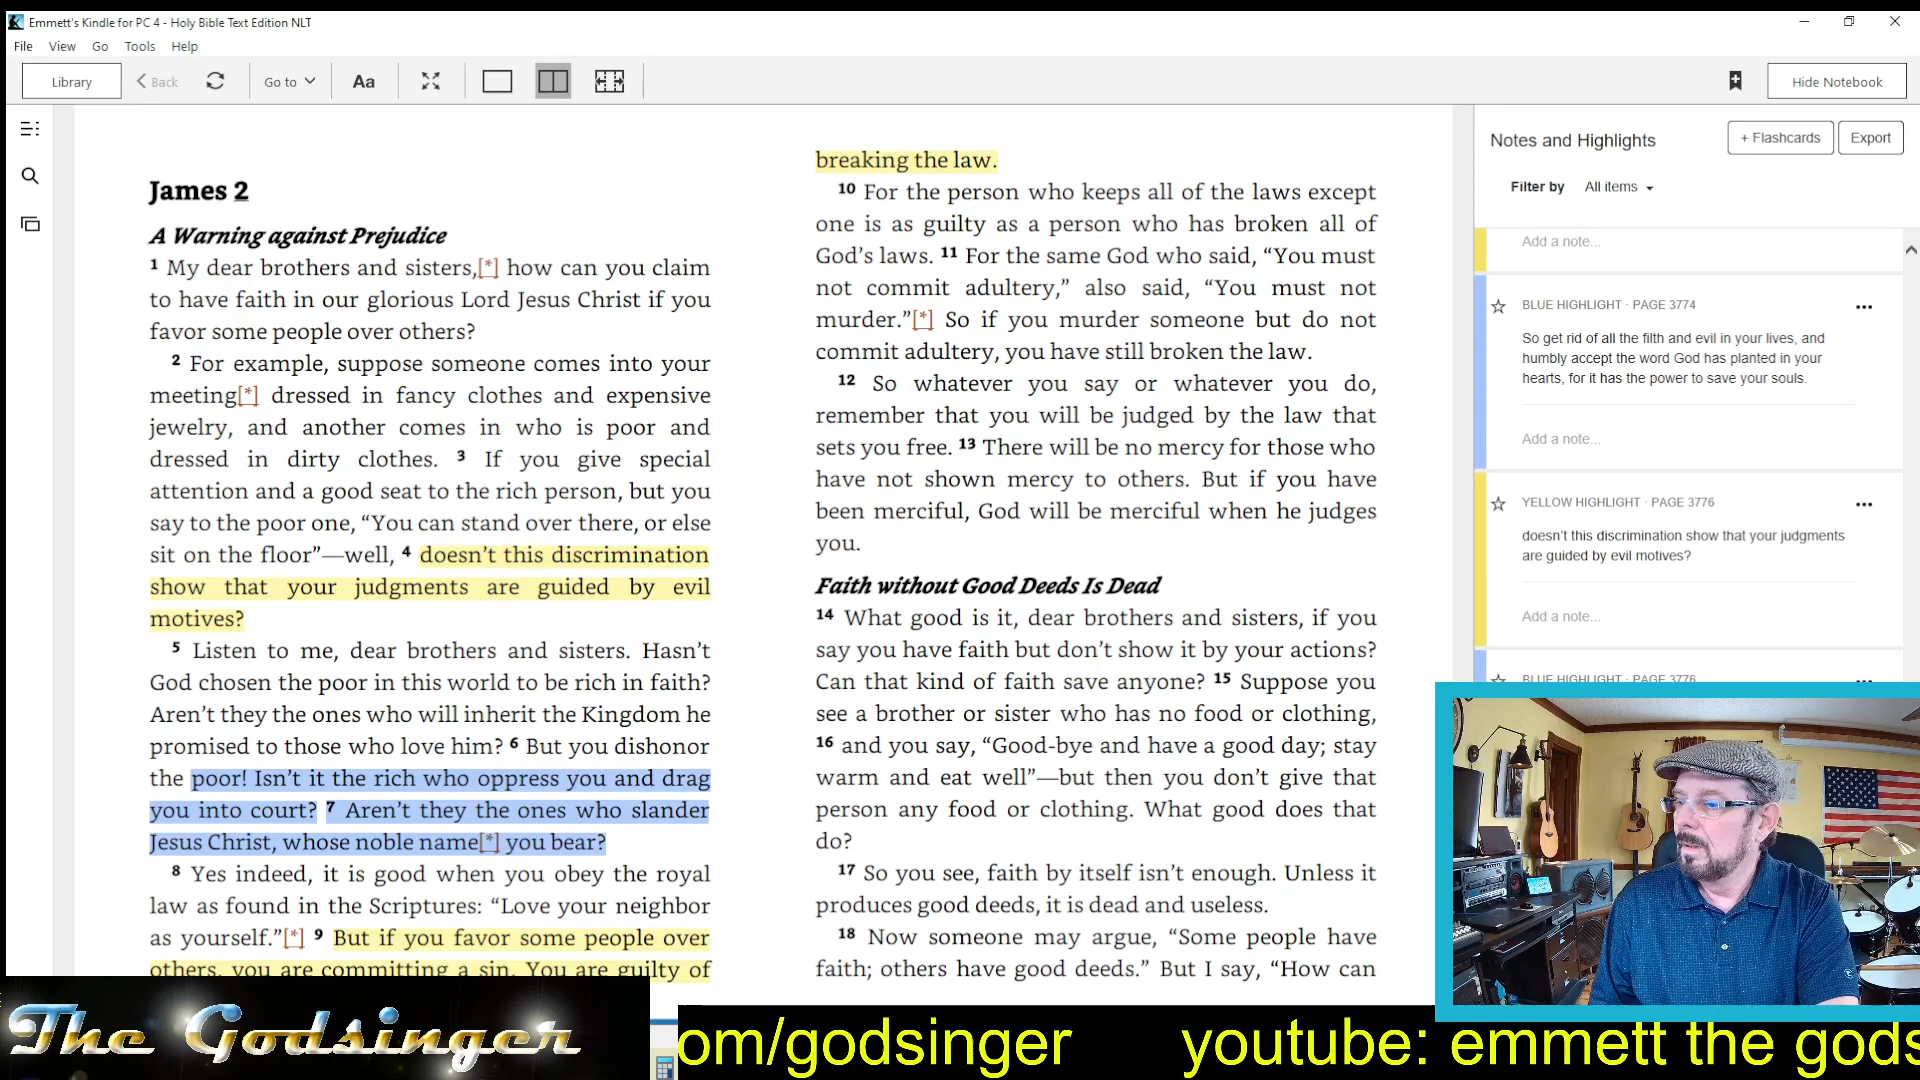 Emmett's Kindle for PC 4 - Holy Bible Text Edition NLT
File View Go Tools Help
Library Back Go to Aa Hide Notebook
James 2
A Warning against Prejudice
1 My dear brothers and sisters,[*] how can you claim
to have faith in our glorious Lord Jesus Christ if you
favor some people over others?
2 For example, suppose someone comes into your
meeting[*] dressed in fancy clothes and expensive
jewelry, and another comes in who is poor and
dressed in dirty clothes. 3 If you give special
attention and a good seat to the rich person, but you
say to the poor one, “You can stand over there, or else
sit on the floor”—well, 4 doesn’t this discrimination
show that your judgments are guided by evil
motives?
5 Listen to me, dear brothers and sisters. Hasn’t
God chosen the poor in this world to be rich in faith?
Aren’t they the ones who will inherit the Kingdom he
promised to those who love him? 6 But you dishonor
the poor! Isn’t it the rich who oppress you and drag
you into court? 7 Aren’t they the ones who slander
Jesus Christ, whose noble name[*] you bear?
8 Yes indeed, it is good when you obey the royal
law as found in the Scriptures: “Love your neighbor
as yourself.”[*] 9 But if you favor some people over
others, you are committing a sin. You are guilty of
breaking the law.
10 For the person who keeps all of the laws except
one is as guilty as a person who has broken all of
God’s laws. 11 For the same God who said, “You must
not commit adultery,” also said, “You must not
murder.”[*] So if you murder someone but do not
commit adultery, you have still broken the law.
12 So whatever you say or whatever you do,
remember that you will be judged by the law that
sets you free. 13 There will be no mercy for those who
have not shown mercy to others. But if you have
been merciful, God will be merciful when he judges
you.
Faith without Good Deeds Is Dead
14 What good is it, dear brothers and sisters, if you
say you have faith but don’t show it by your actions?
Can that kind of faith save anyone? 15 Suppose you
see a brother or sister who has no food or clothing,
16 and you say, “Good-bye and have a good day; stay
warm and eat well”—but then you don’t give that
person any food or clothing. What good does that
do?
17 So you see, faith by itself isn’t enough. Unless it
produces good deeds, it is dead and useless.
18 Now someone may argue, “Some people have
faith; others have good deeds.” But I say, “How can
Notes and Highlights + Flashcards Export
Filter by All items
Add a note...
BLUE HIGHLIGHT · PAGE 3774
So get rid of all the filth and evil in your lives, and
humbly accept the word God has planted in your
hearts, for it has the power to save your souls.
Add a note...
YELLOW HIGHLIGHT · PAGE 3776
doesn’t this discrimination show that your judgments
are guided by evil motives?
Add a note...
BLUE HIGHLIGHT · PAGE 3776
The Godsinger
om/godsinger youtube: emmett the gods